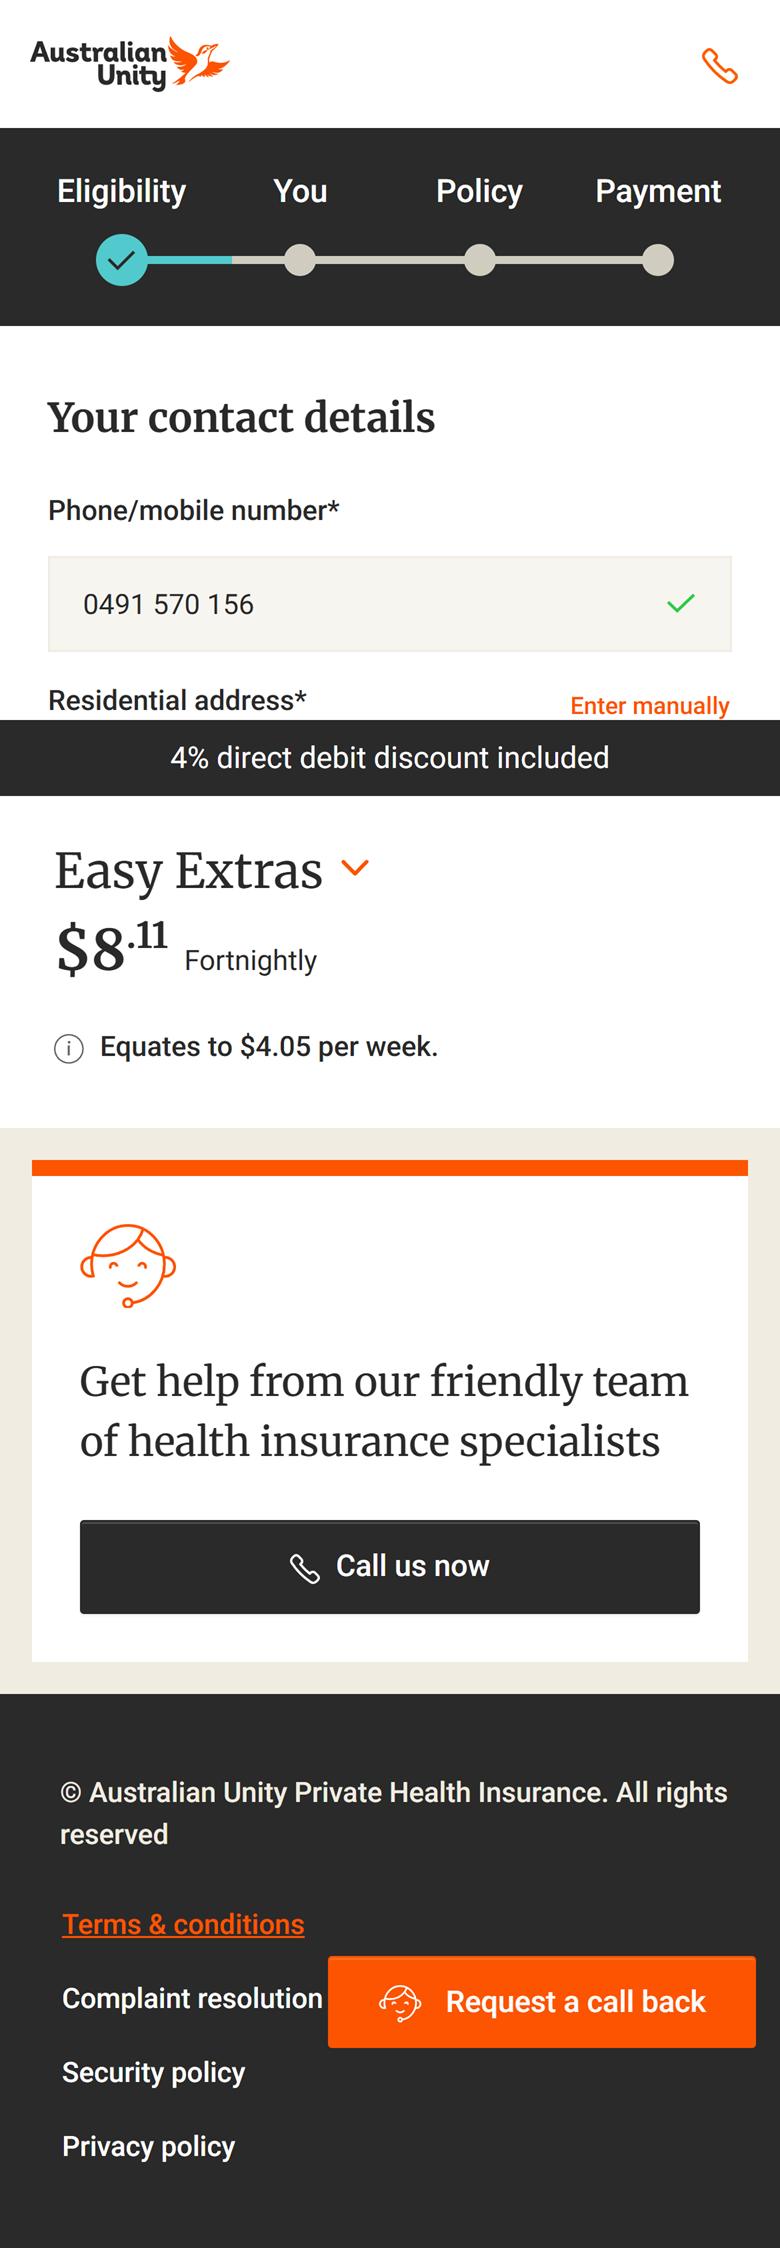 Australian
Unity
Eligibility You Policy Payment
Your contact details
Phone/mobile number*
0491 570 156
Residential address* Enter manually
4% direct debit discount included
Easy Extras
$8.11 Fortnightly
Equates to $4.05 per week.
Get help from our friendly team
of health insurance specialists
Call us now
© Australian Unity Private Health Insurance. All rights
reserved
Terms & conditions
Complaint resolution
Request a call back
Security policy
Privacy policy